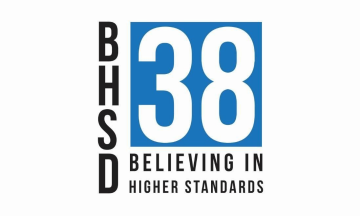 BHSD
38
BELIEVING IN
HIGHER STANDARDS